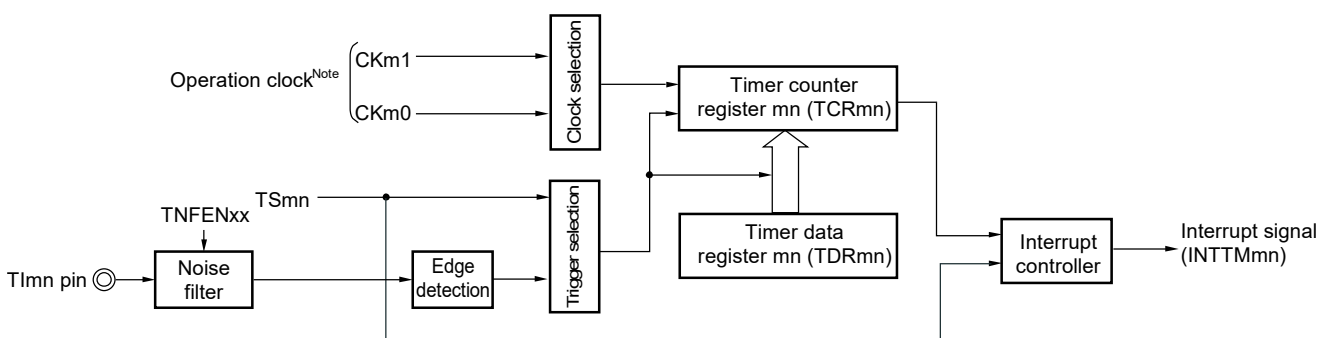 Operation clockNote
CKm1
CKm0
Clock selection
Timer counter
register mn (TCRmn)
TSmn
TNFENxx
TImn pin
Noise
filter
Edge
detection
Trigger selection
Timer data
register mn (TDRmn)
Interrupt
controller
Interrupt signal
(INTTMmn)